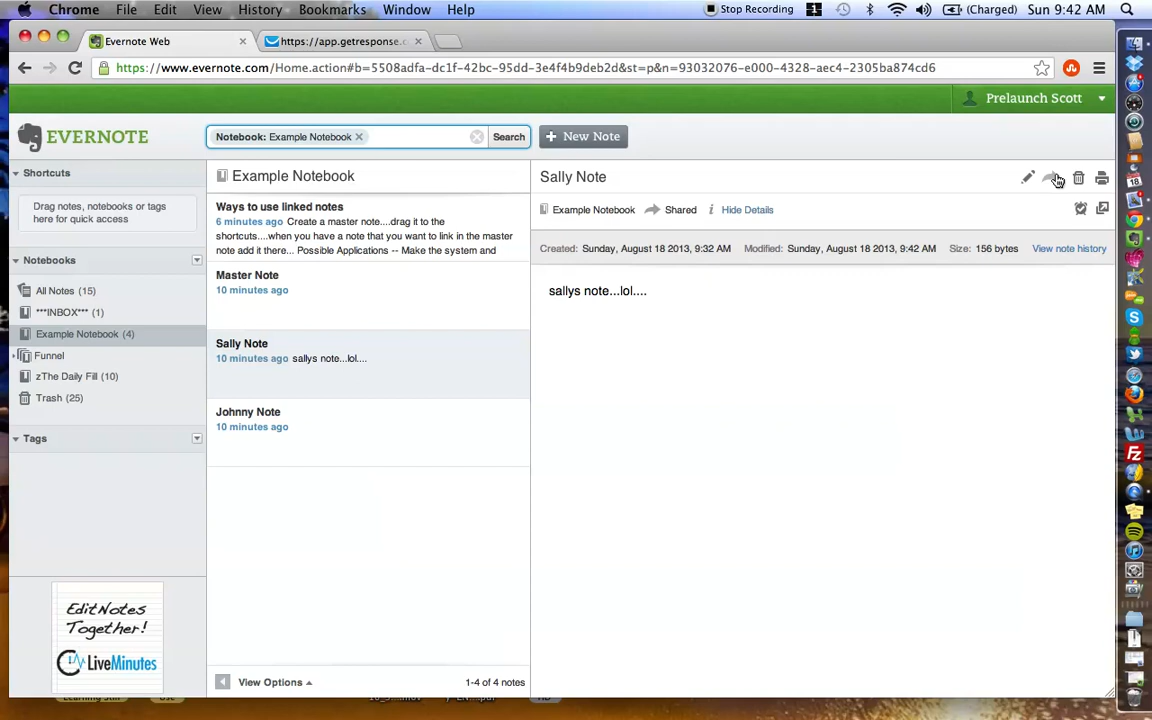 Chrome File Edit View History Bookmarks Window Help Stop Recording 1 (Charged) Sun 9:42 AM
Evernote Web https://app.getresponse.c
https://www.evernote.com/Home.action#b=5508adfa-dc1f-42bc-95dd-3e4f4b9deb2d&st=p&n=93032076-e000-4328-aec4-2305ba874cd6
Prelaunch Scott
EVERNOTE
Notebook: Example Notebook Search + New Note
Shortcuts
Drag notes, notebooks or tags
here for quick access
Notebooks
All Notes (15)
***INBOX*** (1)
Example Notebook (4)
Funnel
zThe Daily Fill (10)
Trash (25)
Tags
EditNotes
Together!
LiveMinutes
Example Notebook
Ways to use linked notes
6 minutes ago Create a master note....drag it to the
shortcuts....when you have a note that you want to link in the master
note add it there... Possible Applications -- Make the system and
Master Note
10 minutes ago
Sally Note
10 minutes ago sallys note...lol....
Johnny Note
10 minutes ago
View Options 1-4 of 4 notes
Sally Note
Example Notebook Shared Hide Details
Created: Sunday, August 18 2013, 9:32 AM Modified: Sunday, August 18 2013, 9:42 AM Size: 156 bytes View note history
sallys note...lol....
18
Fz